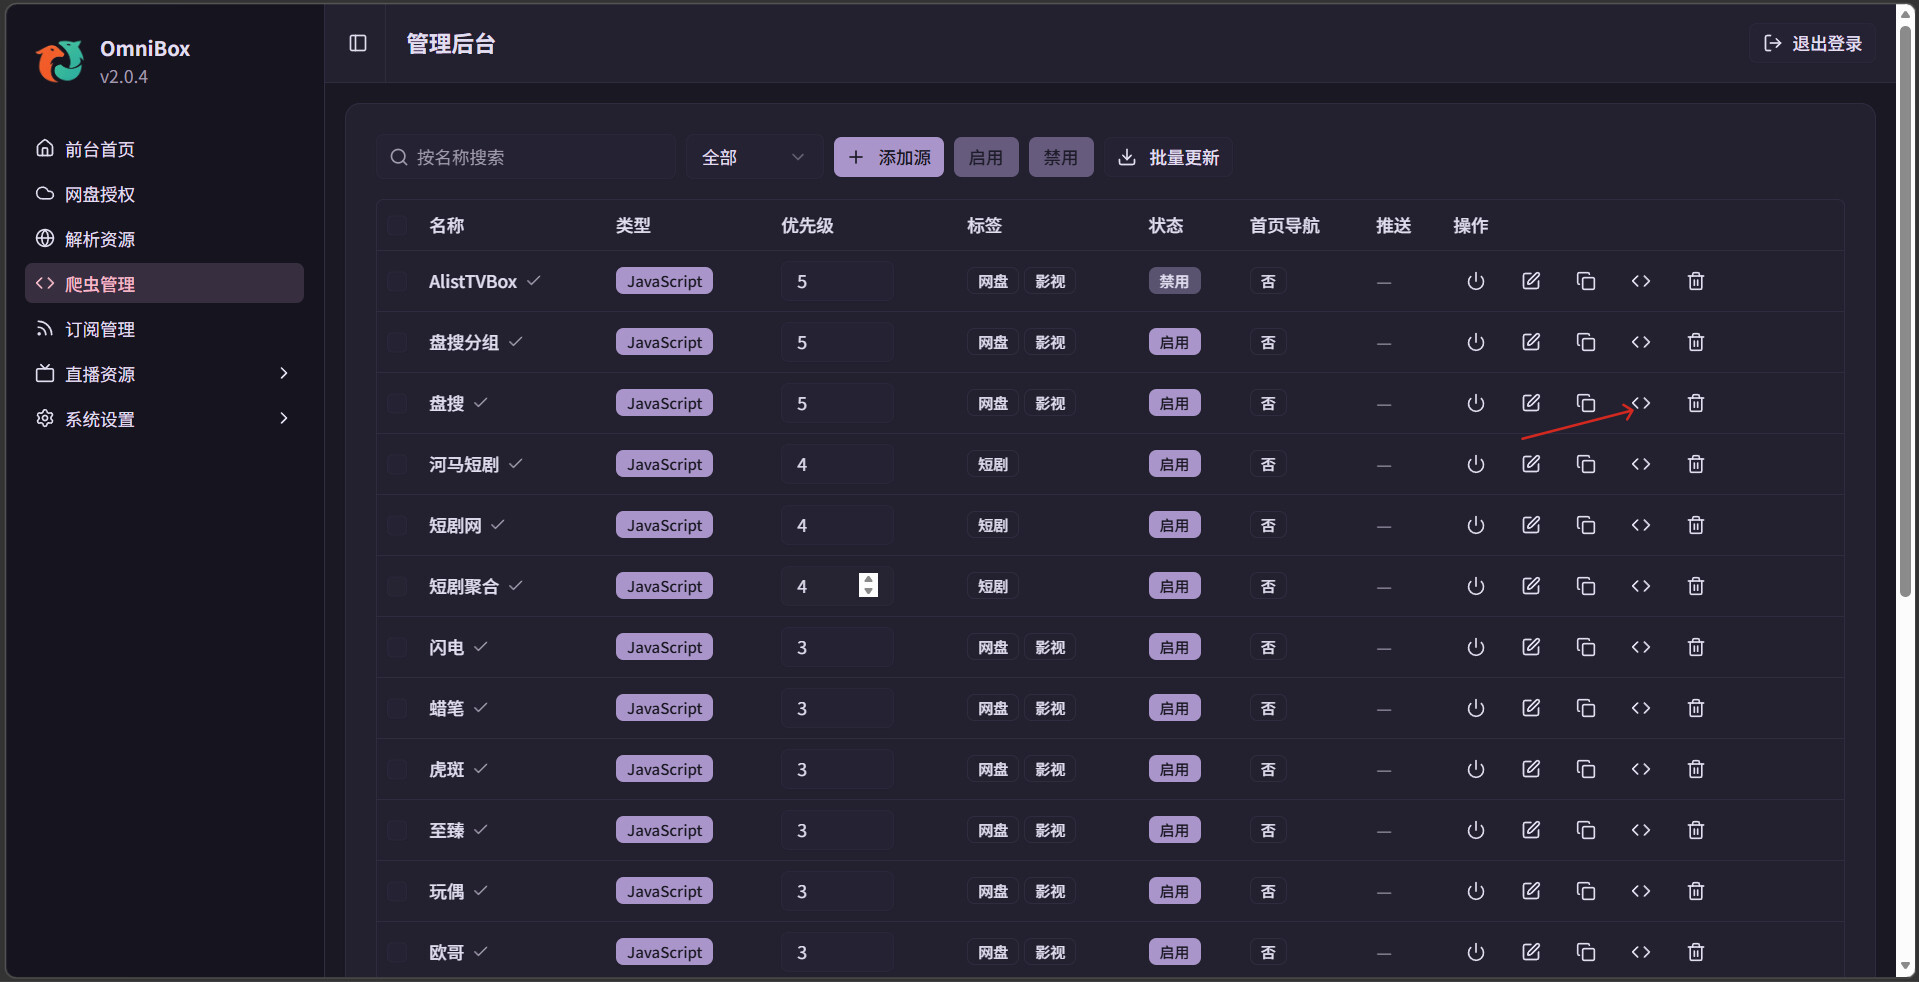 OmniBox
v2.0.4
前台首页
网盘授权
解析资源
爬虫管理
订阅管理
直播资源
系统设置
管理后台
退出登录
按名称搜索 全部 添加源 启用 禁用 批量更新
名称 类型 优先级 标签 状态 首页导航 推送 操作
AlistTVBox JavaScript 5 网盘 影视 禁用 否 —
盘搜分组 JavaScript 5 网盘 影视 启用 否 —
盘搜 JavaScript 5 网盘 影视 启用 否 —
河马短剧 JavaScript 4 短剧 启用 否 —
短剧网 JavaScript 4 短剧 启用 否 —
短剧聚合 JavaScript 4 短剧 启用 否 —
闪电 JavaScript 3 网盘 影视 启用 否 —
蜡笔 JavaScript 3 网盘 影视 启用 否 —
虎斑 JavaScript 3 网盘 影视 启用 否 —
至臻 JavaScript 3 网盘 影视 启用 否 —
玩偶 JavaScript 3 网盘 影视 启用 否 —
欧哥 JavaScript 3 网盘 影视 启用 否 —